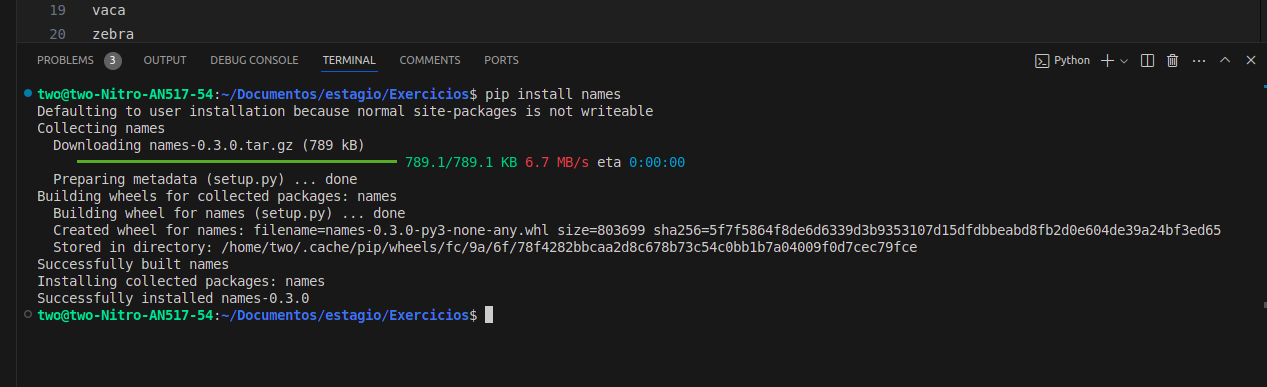 19 vaca
20 zebra
PROBLEMS 3 OUTPUT DEBUG CONSOLE TERMINAL COMMENTS PORTS Python
two@two-Nitro-AN517-54:~/Documentos/estagio/Exercicios$ pip install names
Defaulting to user installation because normal site-packages is not writeable
Collecting names
Downloading names-0.3.0.tar.gz (789 kB)
789.1/789.1 KB 6.7 MB/s eta 0:00:00
Preparing metadata (setup.py) ... done
Building wheels for collected packages: names
Building wheel for names (setup.py) ... done
Created wheel for names: filename=names-0.3.0-py3-none-any.whl size=803699 sha256=5f7f5864f8de6d6339d3b9353107d15dfdbbeabd8fb2d0e604de39a24bf3ed65
Stored in directory: /home/two/.cache/pip/wheels/fc/9a/6f/78f4282bbcaa2d8c678b73c54c0bb1b7a04009f0d7cec79fce
Successfully built names
Installing collected packages: names
Successfully installed names-0.3.0
two@two-Nitro-AN517-54:~/Documentos/estagio/Exercicios$